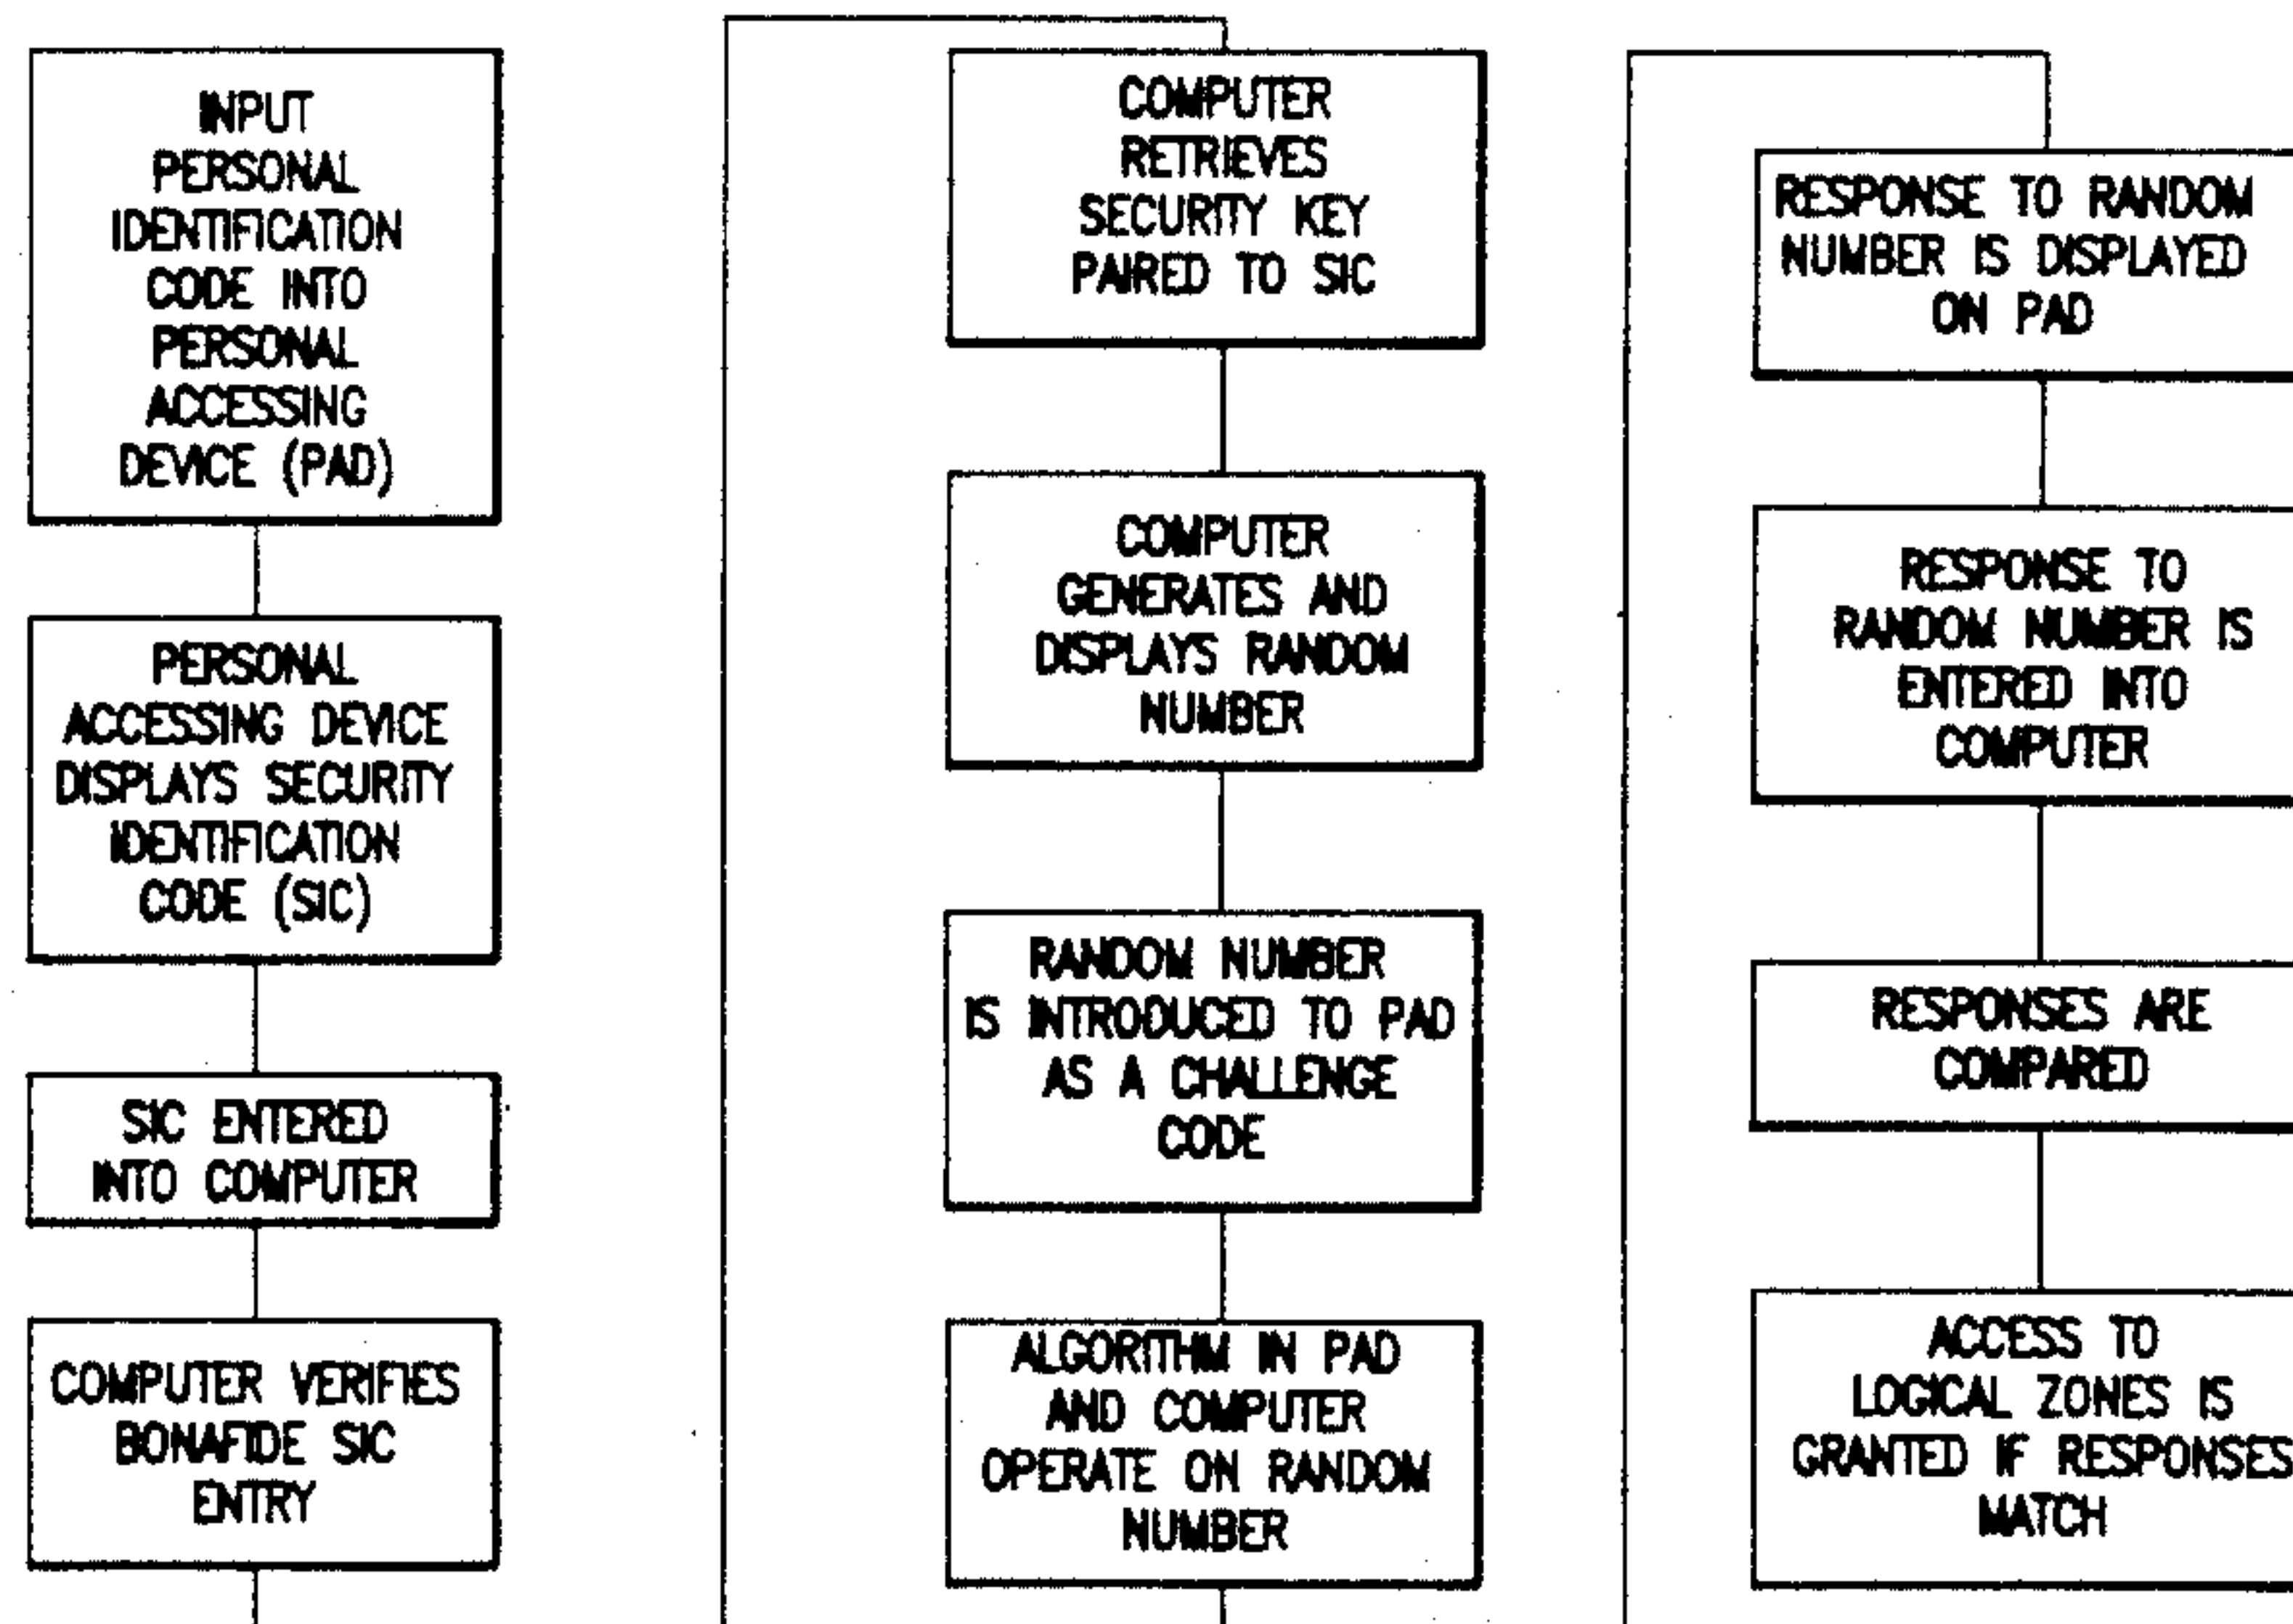 INPUT
PERSONAL
IDENTIFICATION
CODE INTO
PERSONAL
ACCESSING
DEVICE (PAD)
PERSONAL
ACCESSING DEVICE
DISPLAYS SECURITY
IDENTIFICATION
CODE (SIC)
SIC ENTERED
INTO COMPUTER
COMPUTER VERIFIES
BONAFIDE SIC
ENTRY
COMPUTER
RETRIEVES
SECURITY KEY
PAIRED TO SIC
COMPUTER
GENERATES AND
DISPLAYS RANDOM
NUMBER
RANDOM NUMBER
IS INTRODUCED TO PAD
AS A CHALLENGE
CODE
ALGORITHM IN PAD
AND COMPUTER
OPERATE ON RANDOM
NUMBER
RESPONSE TO RANDOM
NUMBER IS DISPLAYED
ON PAD
RESPONSE TO
RANDOM NUMBER IS
ENTERED INTO
COMPUTER
RESPONSES ARE
COMPARED
ACCESS TO
LOGICAL ZONES IS
GRANTED IF RESPONSES
MATCH